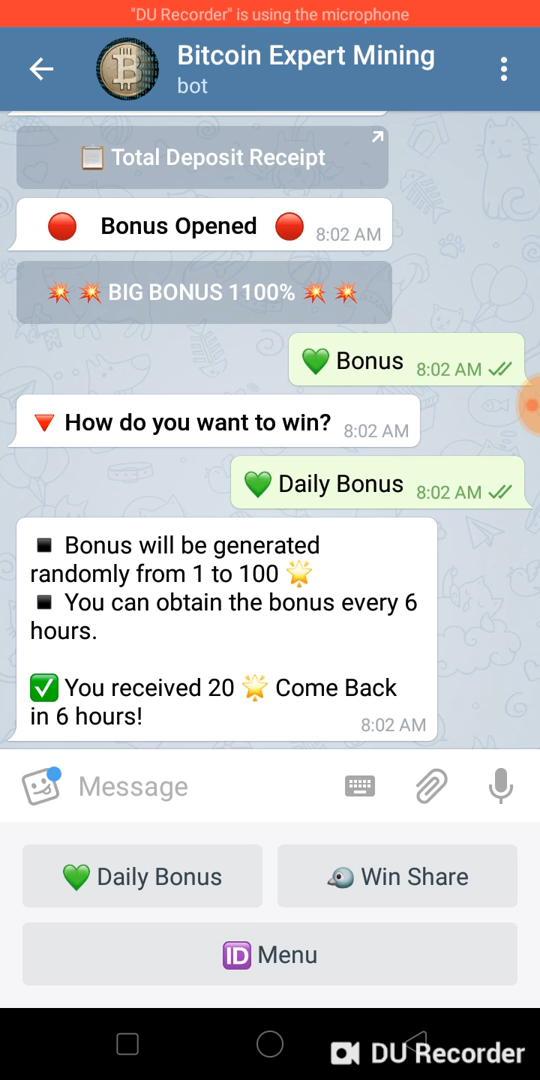 "DU Recorder" is using the microphone
Bitcoin Expert Mining
bot
📋 Total Deposit Receipt
🔴 Bonus Opened 🔴 8:02 AM
💥 💥 BIG BONUS 1100% 💥 💥
💚 Bonus 8:02 AM
🔻 How do you want to win? 8:02 AM
💚 Daily Bonus 8:02 AM
▪️ Bonus will be generated
randomly from 1 to 100 🌟
▪️ You can obtain the bonus every 6
hours.
✅ You received 20 🌟 Come Back
in 6 hours! 8:02 AM
Message
💚 Daily Bonus
🐦 Win Share
🆔 Menu
DU Recorder